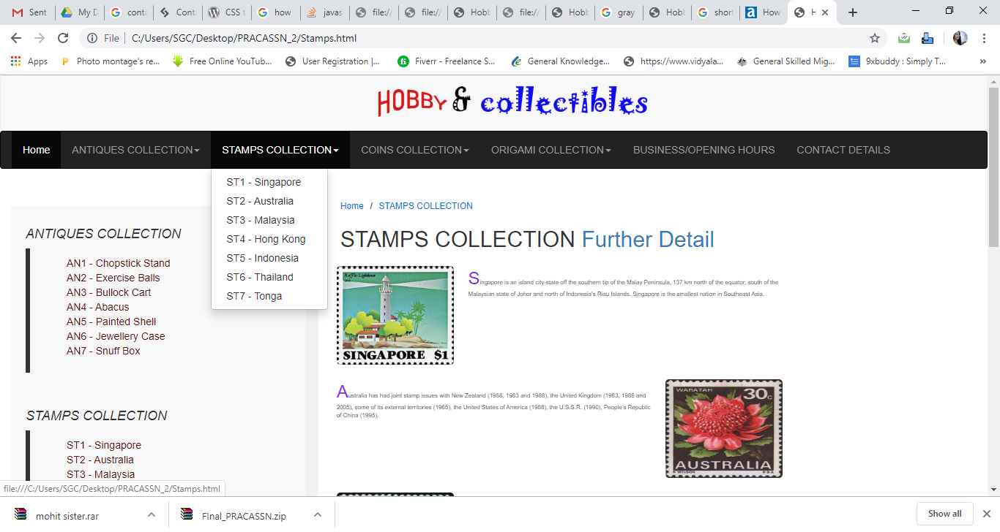 Sent
My D
conta
Cont
CSS t
how
javas
file:/
file:/
Hobb
file:/
Hobb
gray
Hobb
short
How
H
File
C:/Users/SGC/Desktop/PRACASSN_2/Stamps.html
Apps
Photo montage's re...
Free Online YouTub...
User Registration |...
Fiverr - Freelance S...
General Knowledge...
https://www.vidyala...
General Skilled Mig...
9xbuddy : Simply T...
»
HOBBY & collectibles
Home
ANTIQUES COLLECTION
STAMPS COLLECTION
COINS COLLECTION
ORIGAMI COLLECTION
BUSINESS/OPENING HOURS
CONTACT DETAILS
ST1 - Singapore
ST2 - Australia
ST3 - Malaysia
ST4 - Hong Kong
ST5 - Indonesia
ST6 - Thailand
ST7 - Tonga
ANTIQUES COLLECTION
AN1 - Chopstick Stand
AN2 - Exercise Balls
AN3 - Bullock Cart
AN4 - Abacus
AN5 - Painted Shell
AN6 - Jewellery Case
AN7 - Snuff Box
STAMPS COLLECTION
ST1 - Singapore
ST2 - Australia
ST3 - Malaysia
Home / STAMPS COLLECTION
STAMPS COLLECTION Further Detail
Raffles Lighthouse
SINGAPORE $1
Singapore is an island city-state off the southern tip of the Malay Peninsula, 137 km north of the equator, south of the
Malaysian state of Johor and north of Indonesia's Riau Islands. Singapore is the smallest nation in Southeast Asia.
Australia has had joint stamp issues with New Zealand (1958, 1963 and 1988), the United Kingdom (1963, 1988 and
2005), some of its external territories (1965), the United States of America (1988), the U.S.S.R. (1990), People's Republic
of China (1995).
WARATAH
30c
AUSTRALIA
R WILSON
R.B.A.
file:///C:/Users/SGC/Desktop/PRACASSN_2/Stamps.html
mohit sister.rar
FInal_PRACASSN.zip
Show all